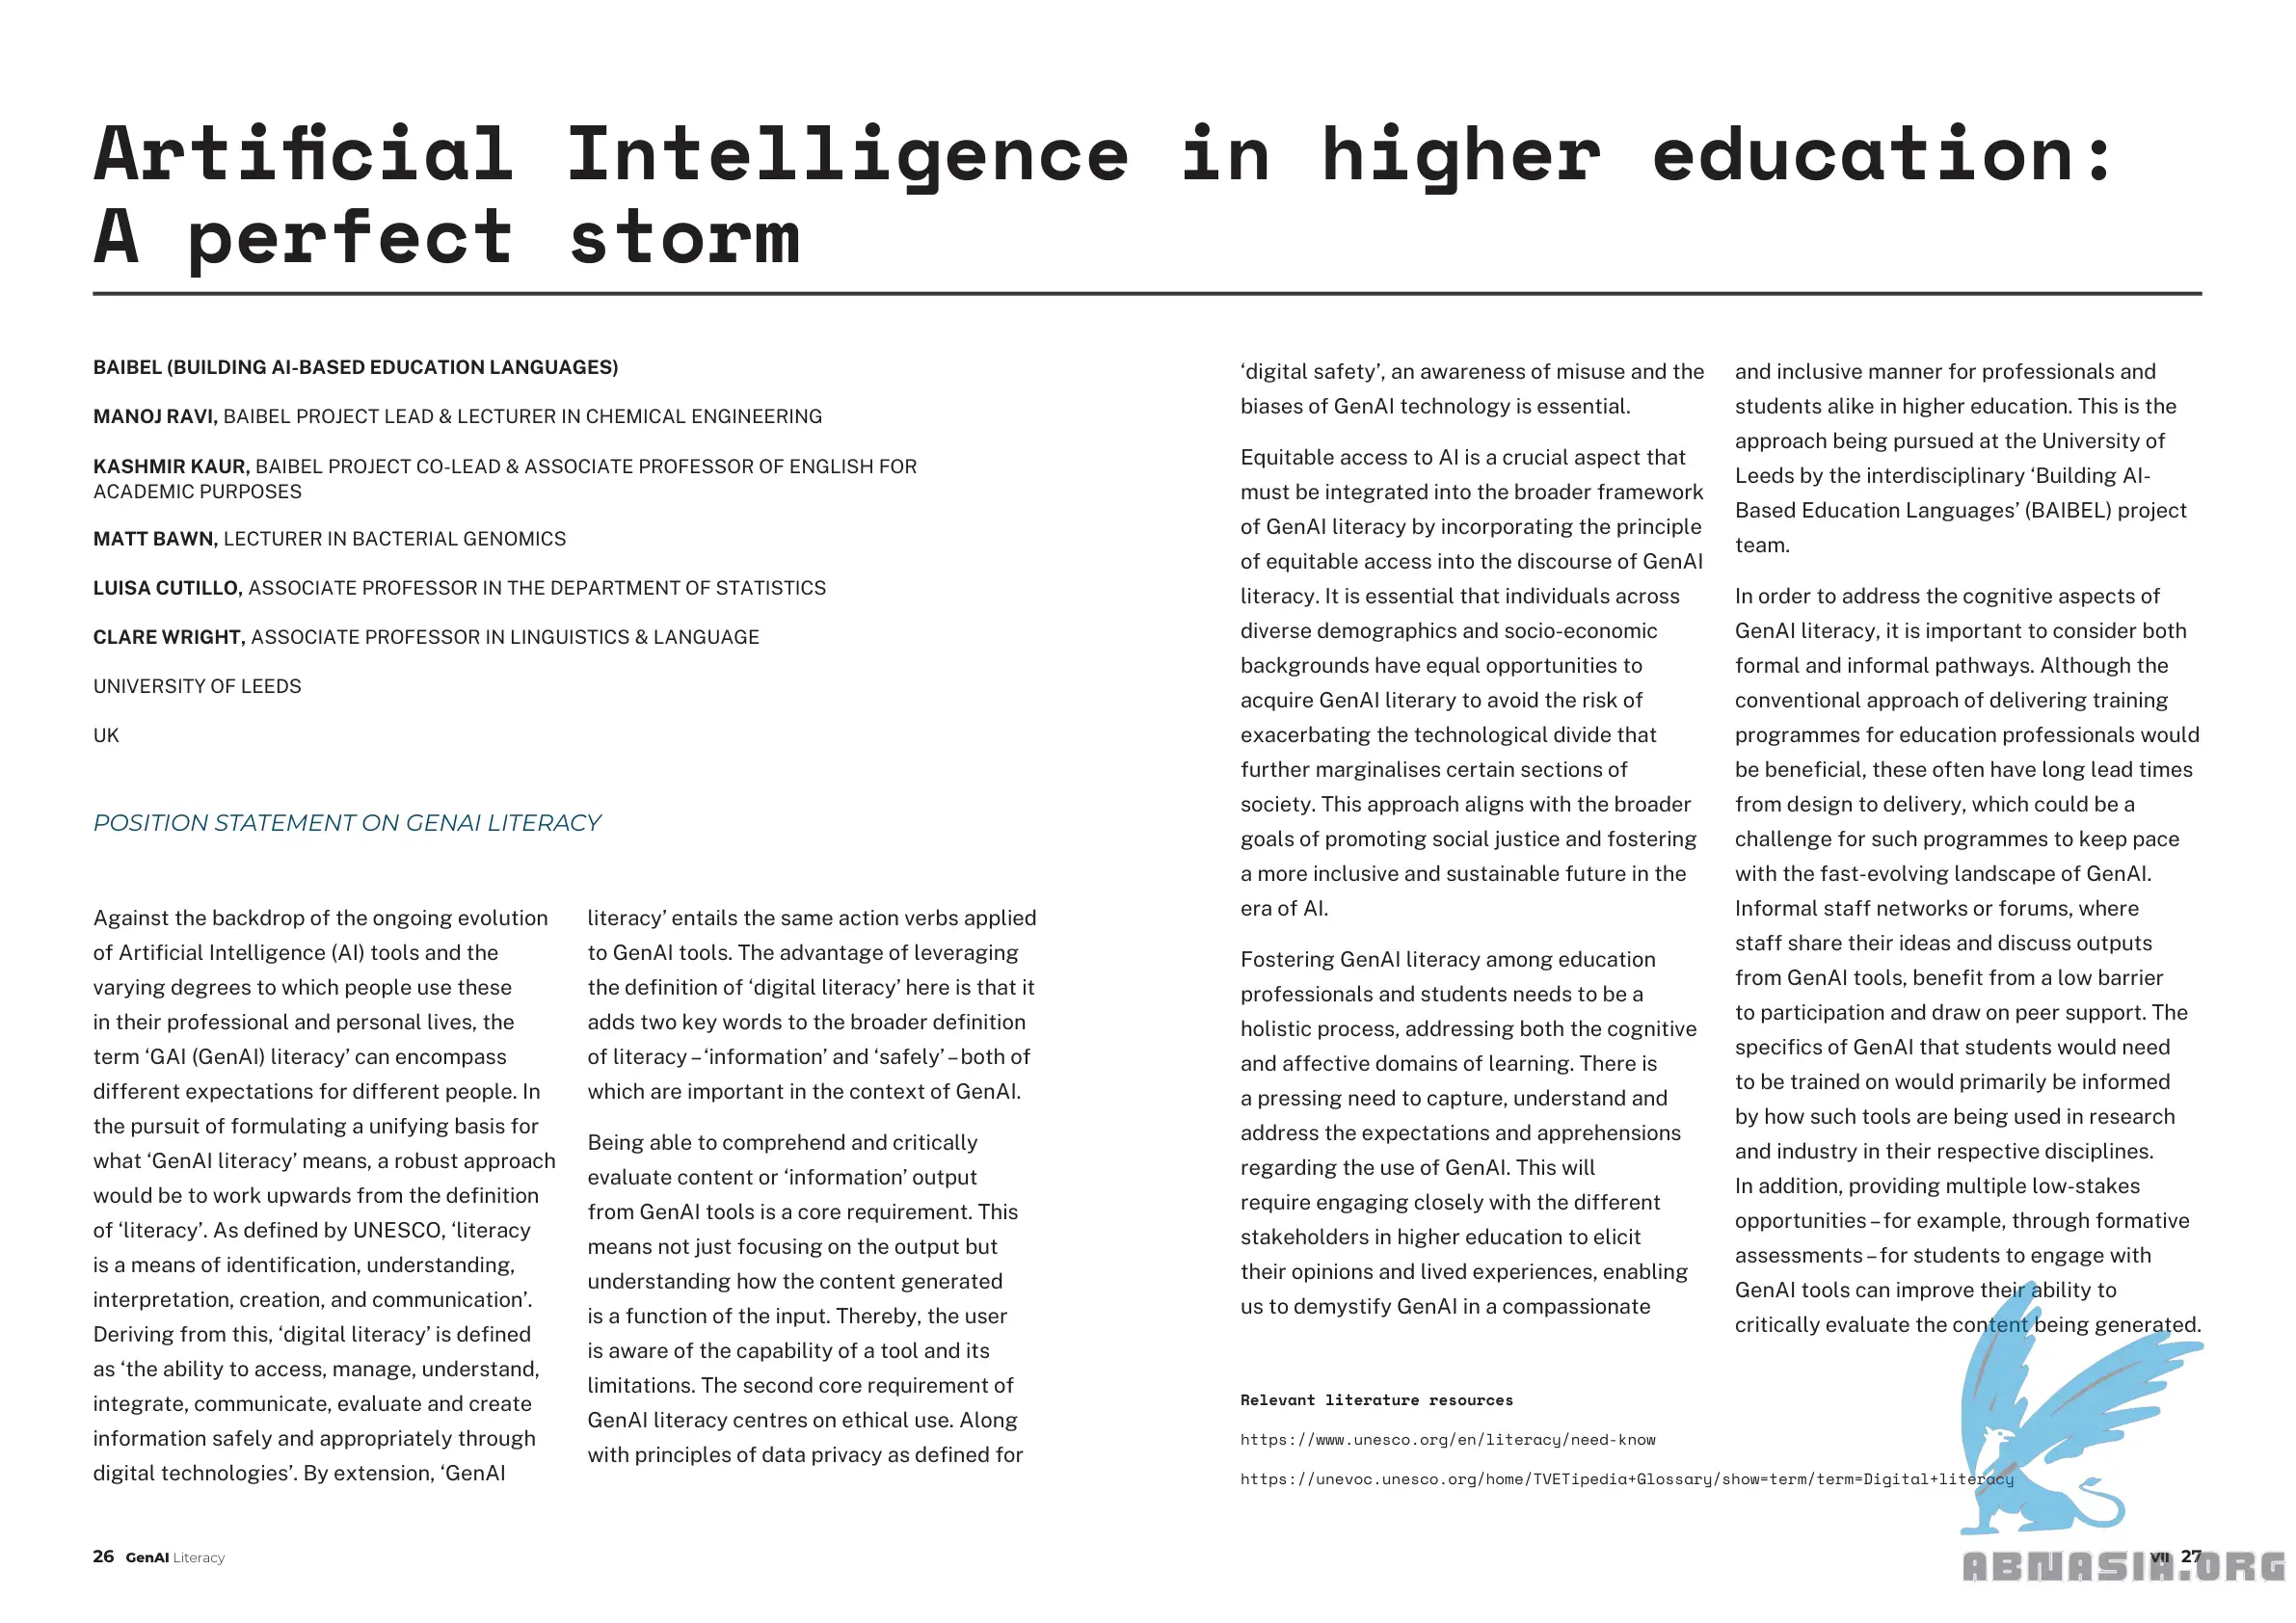 Artificial Intelligence in higher education:
A perfect storm
BAIBEL (BUILDING AI-BASED EDUCATION LANGUAGES)
MANOJ RAVI, BAIBEL PROJECT LEAD & LECTURER IN CHEMICAL ENGINEERING
KASHMIR KAUR, BAIBEL PROJECT CO-LEAD & ASSOCIATE PROFESSOR OF ENGLISH FOR
ACADEMIC PURPOSES
MATT BAWN, LECTURER IN BACTERIAL GENOMICS
LUISA CUTILLO, ASSOCIATE PROFESSOR IN THE DEPARTMENT OF STATISTICS
CLARE WRIGHT, ASSOCIATE PROFESSOR IN LINGUISTICS & LANGUAGE
UNIVERSITY OF LEEDS
UK
POSITION STATEMENT ON GENAI LITERACY
Against the backdrop of the ongoing evolution
of Artificial Intelligence (AI) tools and the
varying degrees to which people use these
in their professional and personal lives, the
term ‘GAI (GenAI) literacy’ can encompass
different expectations for different people. In
the pursuit of formulating a unifying basis for
what ‘GenAI literacy’ means, a robust approach
would be to work upwards from the definition
of ‘literacy’. As defined by UNESCO, ‘literacy
is a means of identification, understanding,
interpretation, creation, and communication’.
Deriving from this, ‘digital literacy’ is defined
as ‘the ability to access, manage, understand,
integrate, communicate, evaluate and create
information safely and appropriately through
digital technologies’. By extension, ‘GenAI
literacy’ entails the same action verbs applied
to GenAI tools. The advantage of leveraging
the definition of ‘digital literacy’ here is that it
adds two key words to the broader definition
of literacy – ‘information’ and ‘safely’ – both of
which are important in the context of GenAI.
Being able to comprehend and critically
evaluate content or ‘information’ output
from GenAI tools is a core requirement. This
means not just focusing on the output but
understanding how the content generated
is a function of the input. Thereby, the user
is aware of the capability of a tool and its
limitations. The second core requirement of
GenAI literacy centres on ethical use. Along
with principles of data privacy as defined for
‘digital safety’, an awareness of misuse and the
biases of GenAI technology is essential.
Equitable access to AI is a crucial aspect that
must be integrated into the broader framework
of GenAI literacy by incorporating the principle
of equitable access into the discourse of GenAI
literacy. It is essential that individuals across
diverse demographics and socio-economic
backgrounds have equal opportunities to
acquire GenAI literary to avoid the risk of
exacerbating the technological divide that
further marginalises certain sections of
society. This approach aligns with the broader
goals of promoting social justice and fostering
a more inclusive and sustainable future in the
era of AI.
Fostering GenAI literacy among education
professionals and students needs to be a
holistic process, addressing both the cognitive
and affective domains of learning. There is
a pressing need to capture, understand and
address the expectations and apprehensions
regarding the use of GenAI. This will
require engaging closely with the different
stakeholders in higher education to elicit
their opinions and lived experiences, enabling
us to demystify GenAI in a compassionate
and inclusive manner for professionals and
students alike in higher education. This is the
approach being pursued at the University of
Leeds by the interdisciplinary ‘Building AI-
Based Education Languages’ (BAIBEL) project
team.
In order to address the cognitive aspects of
GenAI literacy, it is important to consider both
formal and informal pathways. Although the
conventional approach of delivering training
programmes for education professionals would
be beneficial, these often have long lead times
from design to delivery, which could be a
challenge for such programmes to keep pace
with the fast-evolving landscape of GenAI.
Informal staff networks or forums, where
staff share their ideas and discuss outputs
from GenAI tools, benefit from a low barrier
to participation and draw on peer support. The
specifics of GenAI that students would need
to be trained on would primarily be informed
by how such tools are being used in research
and industry in their respective disciplines.
In addition, providing multiple low-stakes
opportunities – for example, through formative
assessments – for students to engage with
GenAI tools can improve their ability to
critically evaluate the content being generated.
Relevant literature resources
https://www.unesco.org/en/literacy/need-know
https://unevoc.unesco.org/home/TVETipedia+Glossary/show=term/term=Digital+literacy
26 GenAI Literacy
VII 27
ABNASIA.ORG